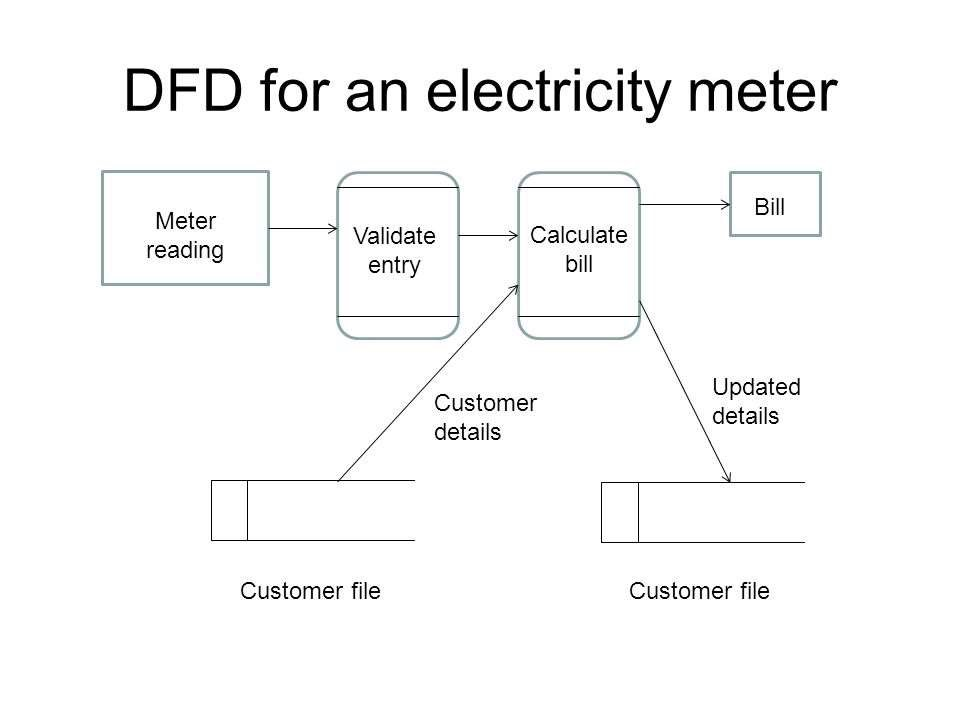 DFD for an electricity meter
Meter
reading
Validate
entry
Calculate
bill
Bill
Customer
details
Updated
details
Customer file
Customer file